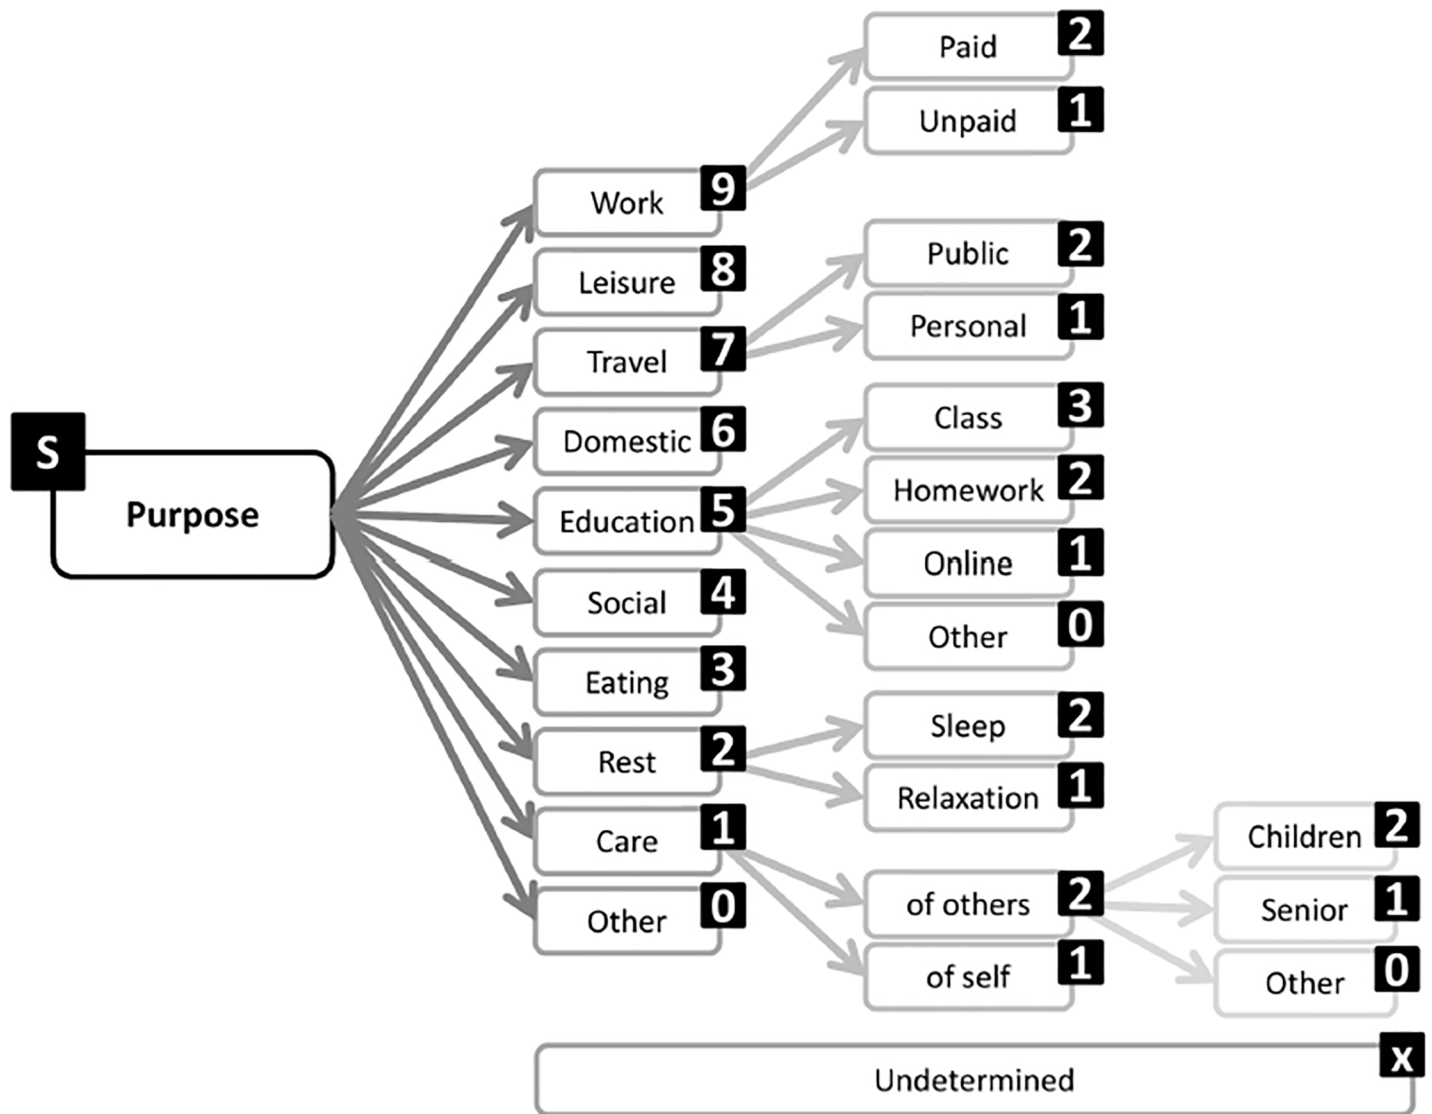 S
Purpose
Work 9
Leisure 8
Travel 7
Domestic 6
Education 5
Social 4
Eating 3
Rest 2
Care 1
Other 0
Paid 2
Unpaid 1
Public 2
Personal 1
Class 3
Homework 2
Online 1
Other 0
Sleep 2
Relaxation 1
of others 2
of self 1
Children 2
Senior 1
Other 0
Undetermined x